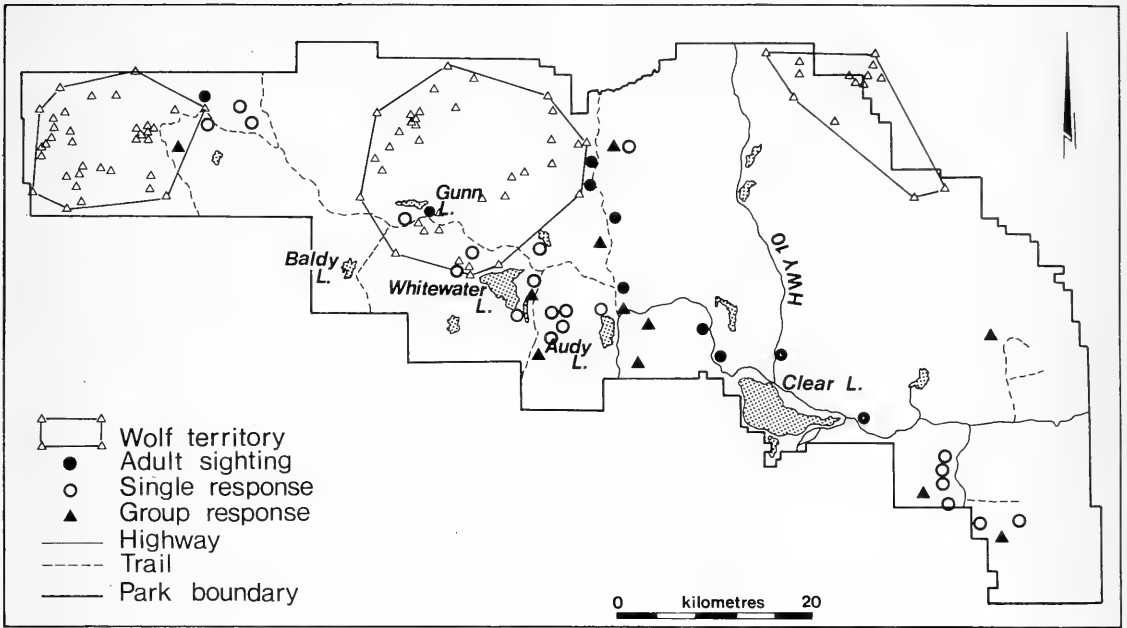 Gunn
L.
HWY 10
Baldy
L.
Whitewater
L.
Audy
L.
Clear L.
Wolf territory
Adult sighting
Single response
Group response
Highway
Trail
Park boundary
0 kilometres 20